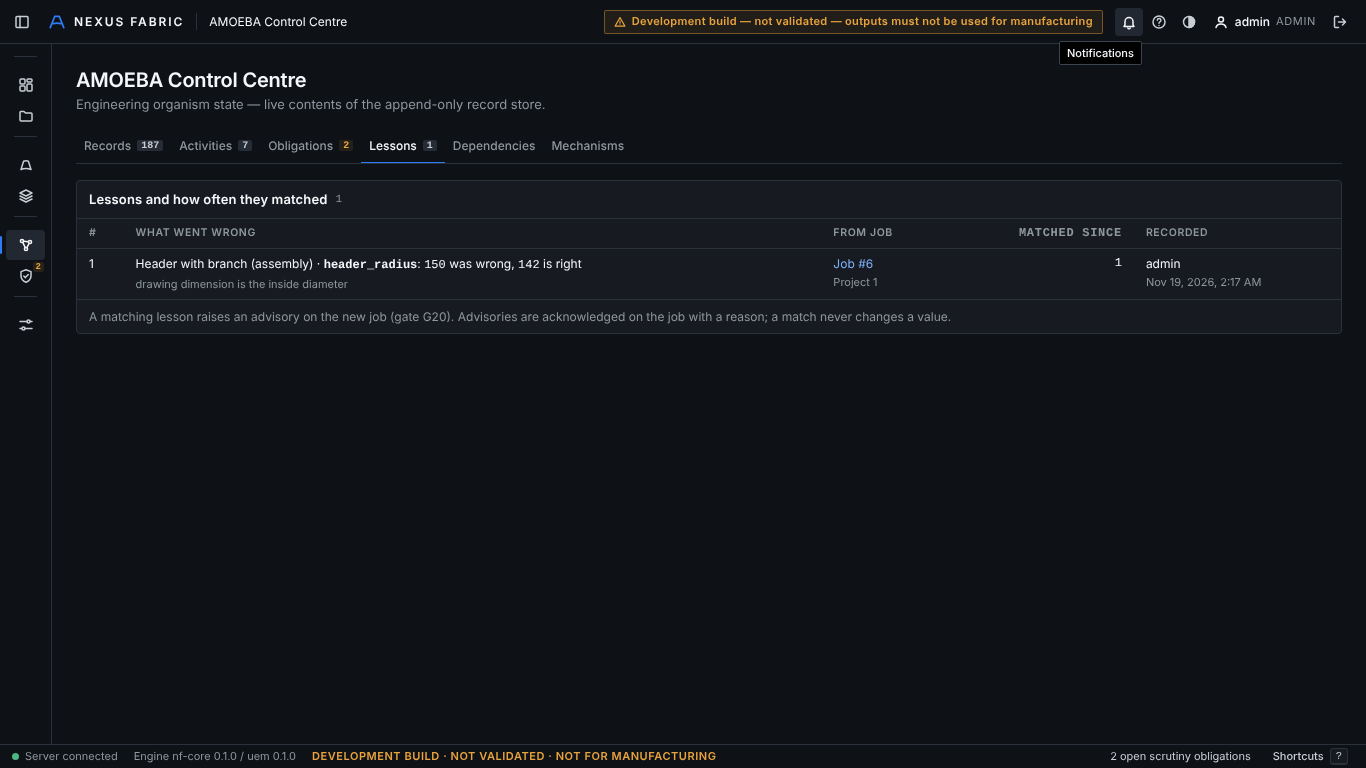 NEXUS FABRIC AMOEBA Control Centre Development build — not validated — outputs must not be used for manufacturing admin ADMIN
Notifications
AMOEBA Control Centre
Engineering organism state — live contents of the append-only record store.
Records 187 Activities 7 Obligations 2 Lessons 1 Dependencies Mechanisms
Lessons and how often they matched 1
# WHAT WENT WRONG FROM JOB MATCHED SINCE RECORDED
1 Header with branch (assembly) · header_radius: 150 was wrong, 142 is right Job #6 1 admin
drawing dimension is the inside diameter Project 1 Nov 19, 2026, 2:17 AM
2
A matching lesson raises an advisory on the new job (gate G20). Advisories are acknowledged on the job with a reason; a match never changes a value.
Server connected Engine nf-core 0.1.0 / uem 0.1.0 DEVELOPMENT BUILD · NOT VALIDATED · NOT FOR MANUFACTURING 2 open scrutiny obligations Shortcuts ?